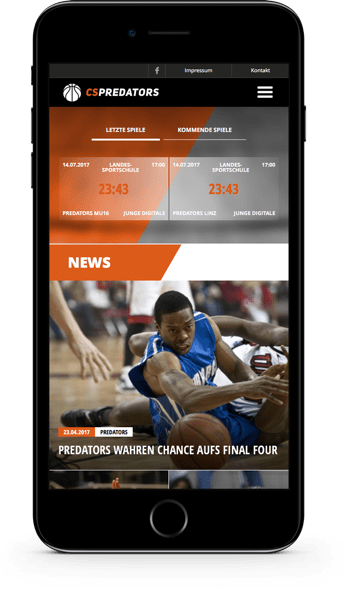 Impressum Kontakt
CSPREDATORS
LETZTE SPIELE KOMMENDE SPIELE
14.07.2017 LANDES-SPORTSCHULE 17:00 14.07.2017 LANDES-SPORTSCHULE 17:00
23:43 23:43
PREDATORS MU16 JUNGE DIGITALE PREDATORS LINZ JUNGE DIGITALE
NEWS
23.04.2017 PREDATORS
PREDATORS WAHREN CHANCE AUFS FINAL FOUR